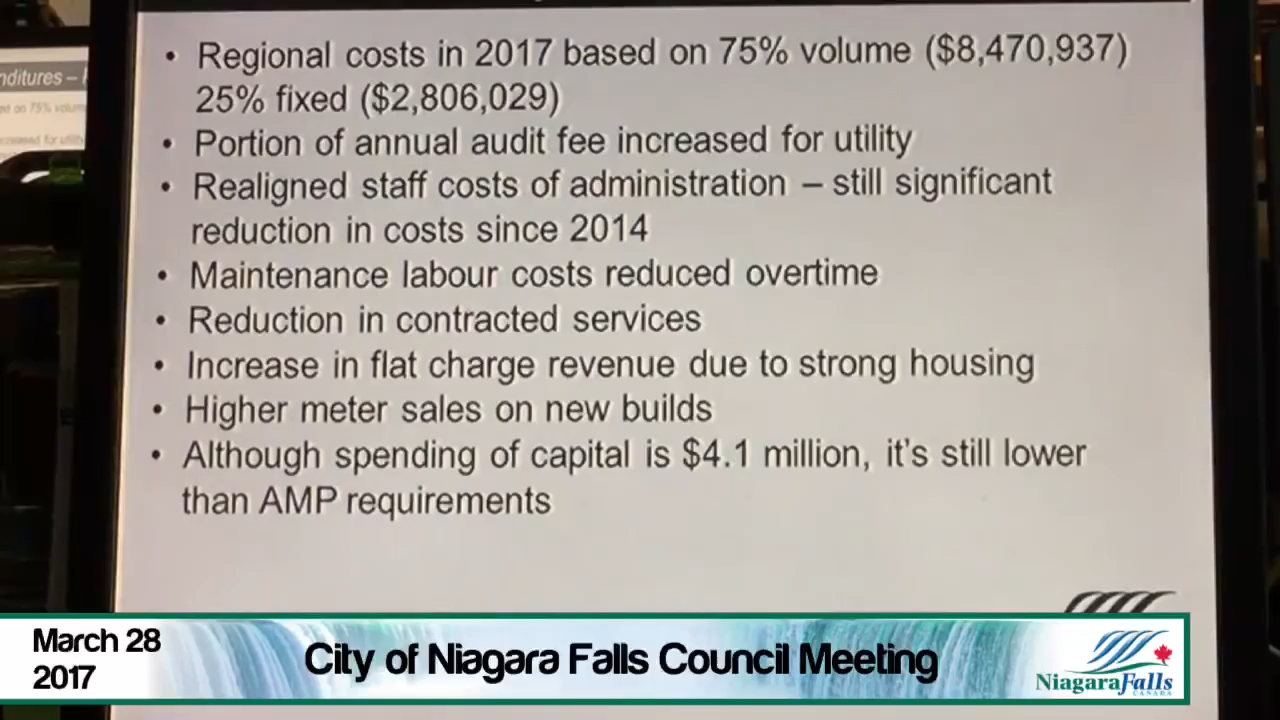 • Regional costs in 2017 based on 75% volume ($8,470,937)
25% fixed ($2,806,029)
• Portion of annual audit fee increased for utility
• Realigned staff costs of administration – still significant
reduction in costs since 2014
• Maintenance labour costs reduced overtime
• Reduction in contracted services
• Increase in flat charge revenue due to strong housing
• Higher meter sales on new builds
• Although spending of capital is $4.1 million, it's still lower
than AMP requirements
nditures –
on 75% volum
March 28
2017
City of Niagara Falls Council Meeting
NiagaraFalls
CANADA